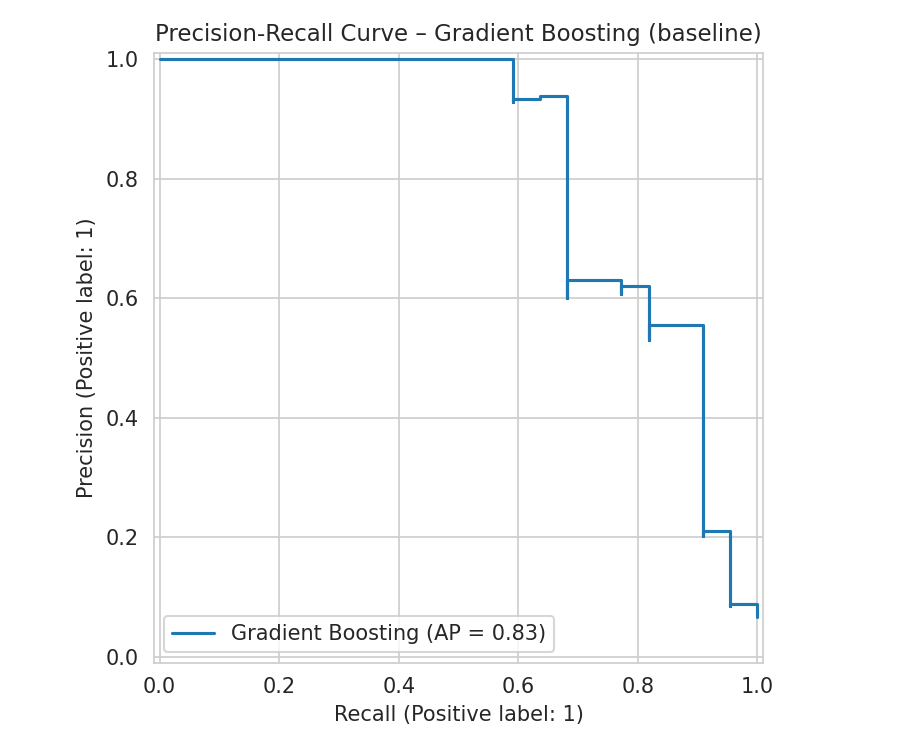 Precision-Recall Curve – Gradient Boosting (baseline)
1.0
0.8
0.6
0.4
0.2
0.0
Precision (Positive label: 1)
Gradient Boosting (AP = 0.83)
0.0 0.2 0.4 0.6 0.8 1.0
Recall (Positive label: 1)